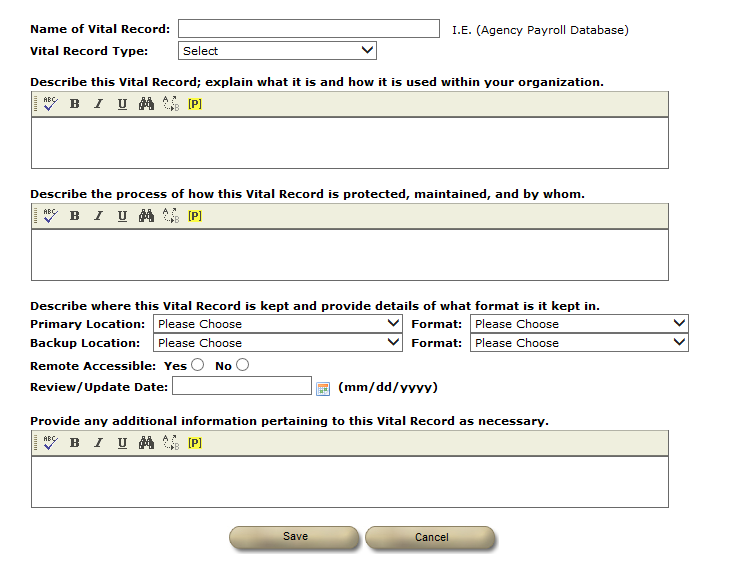 Name of Vital Record: I.E. (Agency Payroll Database)
Vital Record Type: Select
Describe this Vital Record; explain what it is and how it is used within your organization.
ABC B I U A B [P]
Describe the process of how this Vital Record is protected, maintained, and by whom.
ABC B I U A B [P]
Describe where this Vital Record is kept and provide details of what format is it kept in.
Primary Location: Please Choose Format: Please Choose
Backup Location: Please Choose Format: Please Choose
Remote Accessible: Yes No
Review/Update Date: (mm/dd/yyyy)
Provide any additional information pertaining to this Vital Record as necessary.
ABC B I U A B [P]
Save Cancel